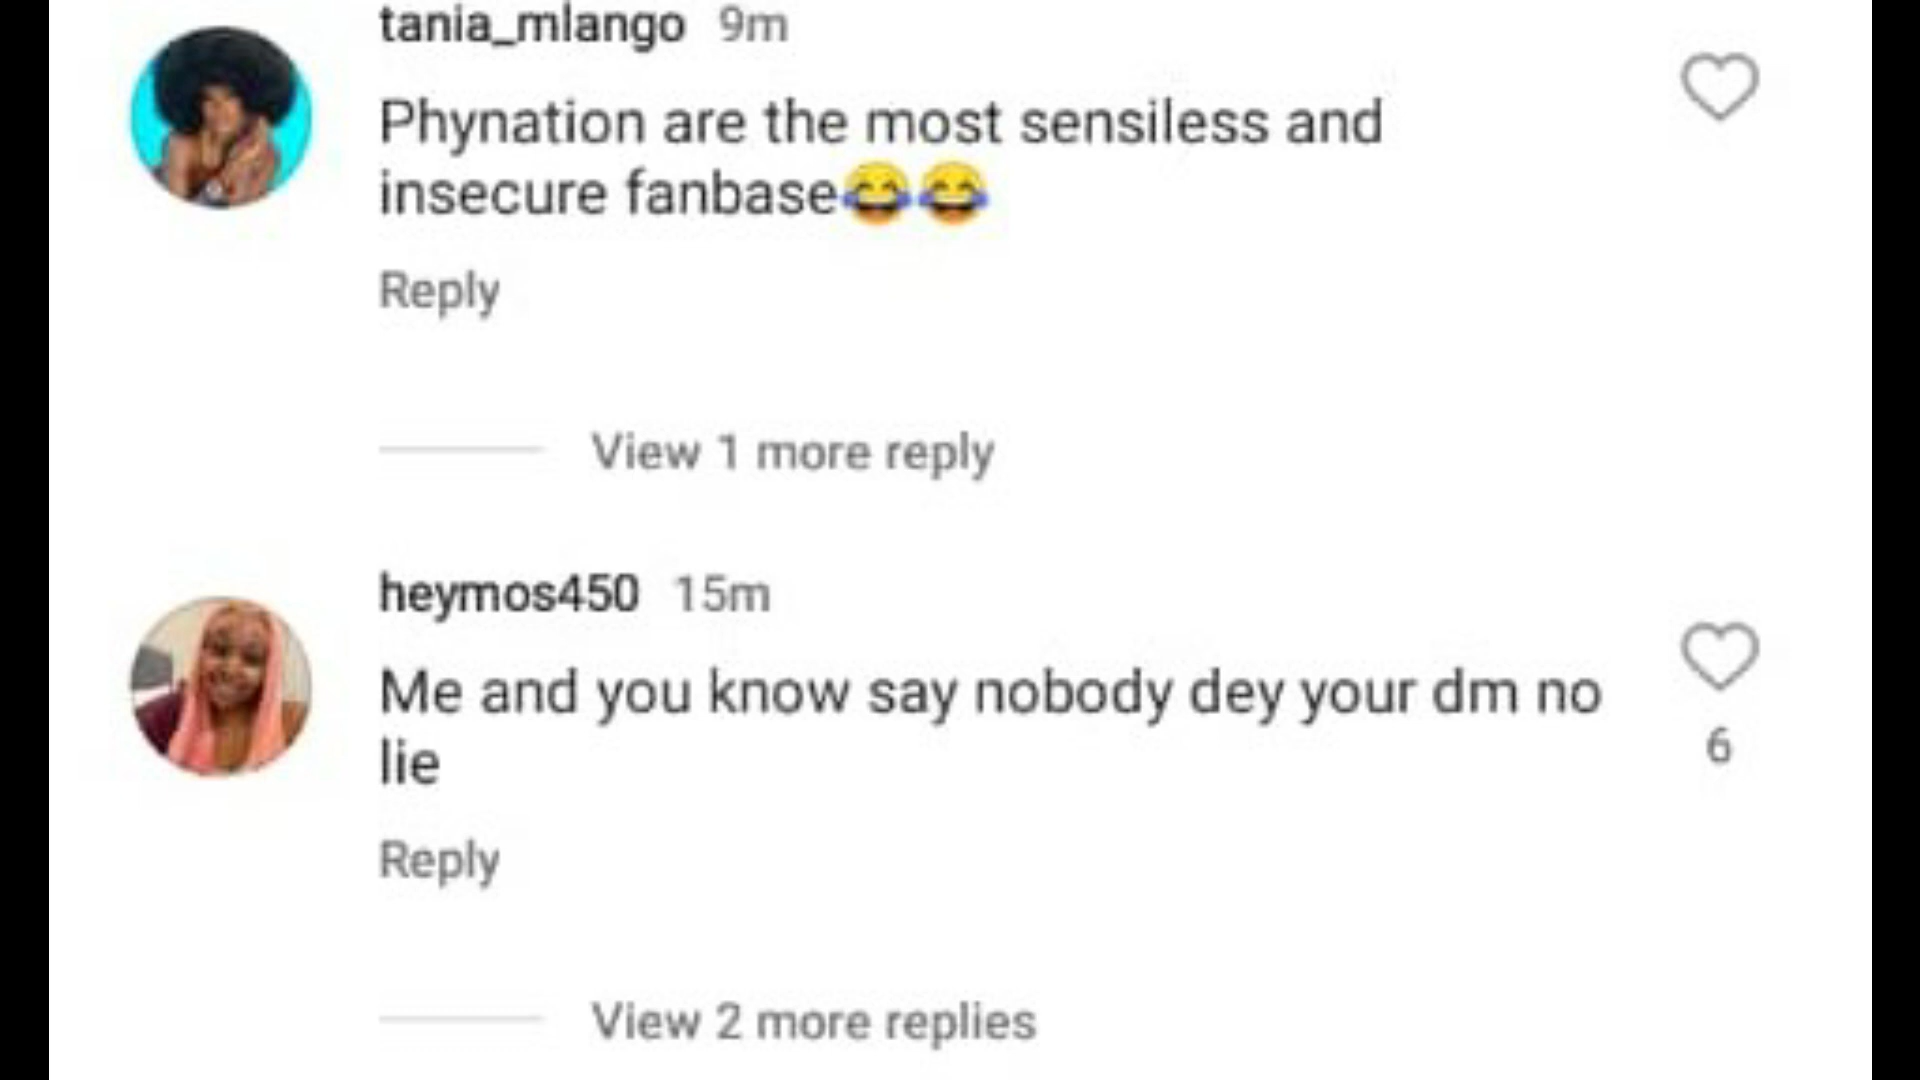 tania_mlango 9m
Phynation are the most sensiless and
insecure fanbase😂😂
Reply
View 1 more reply
heymos450 15m
Me and you know say nobody dey your dm no
lie
6
Reply
View 2 more replies